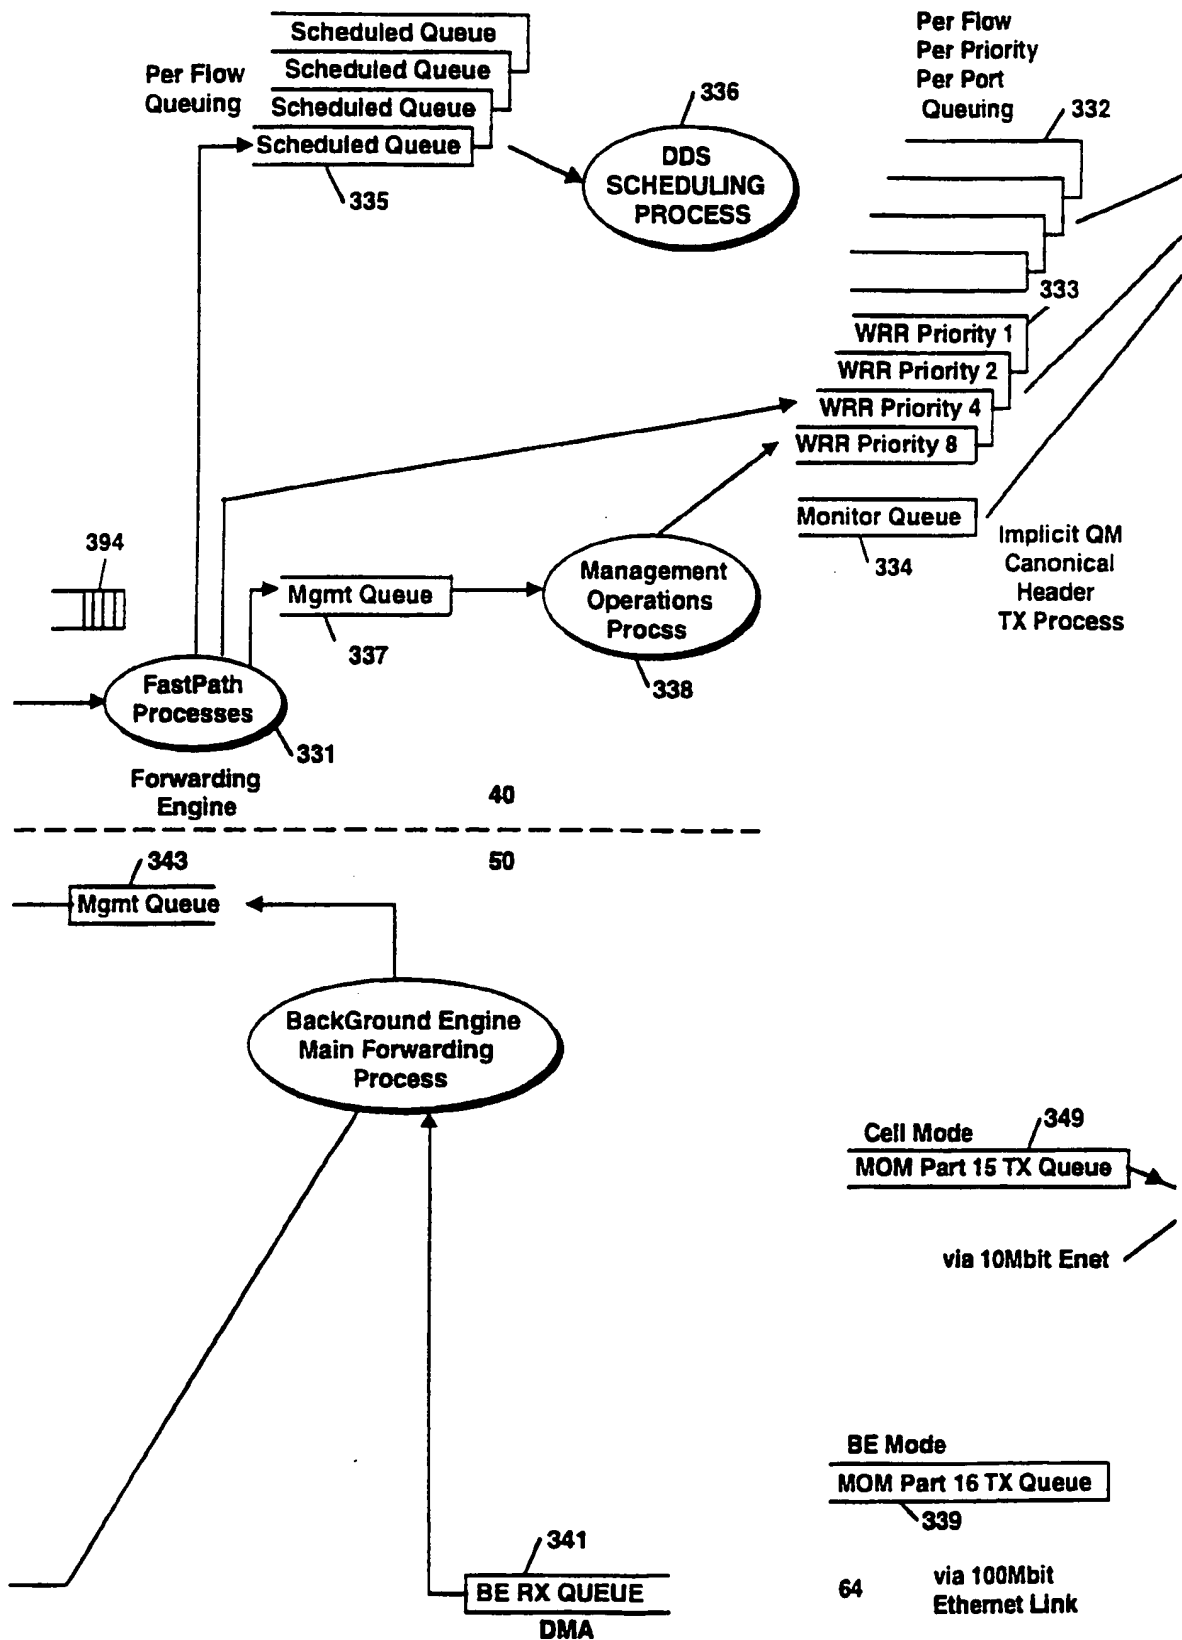 Scheduled Queue
Scheduled Queue
Scheduled Queue
Scheduled Queue
Per Flow
Queuing
335
336
DDS
SCHEDULING
PROCESS
Per Flow
Per Priority
Per Port
Queuing
332
333
WRR Priority 1
WRR Priority 2
WRR Priority 4
WRR Priority 8
Monitor Queue
334
Implicit QM
Canonical
Header
TX Process
394
Mgmt Queue
337
Management
Operations
Procss
338
FastPath
Processes
331
Forwarding
Engine
40
50
343
Mgmt Queue
BackGround Engine
Main Forwarding
Process
Cell Mode
349
MOM Part 15 TX Queue
via 10Mbit Enet
BE Mode
MOM Part 16 TX Queue
339
341
BE RX QUEUE
DMA
64
via 100Mbit
Ethernet Link